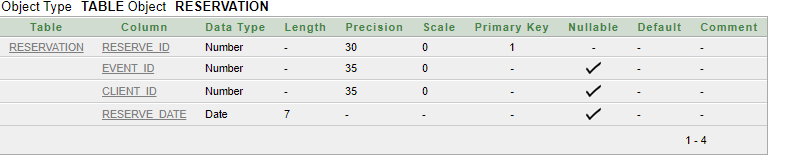 Object Type TABLE Object RESERVATION
Table Column Data Type Length Precision Scale Primary Key Nullable Default Comment
RESERVATION RESERVE_ID Number - 30 0 1 - - -
EVENT_ID Number - 35 0 - ✓ - -
CLIENT_ID Number - 35 0 - ✓ - -
RESERVE_DATE Date 7 - - - ✓ - -
1 - 4